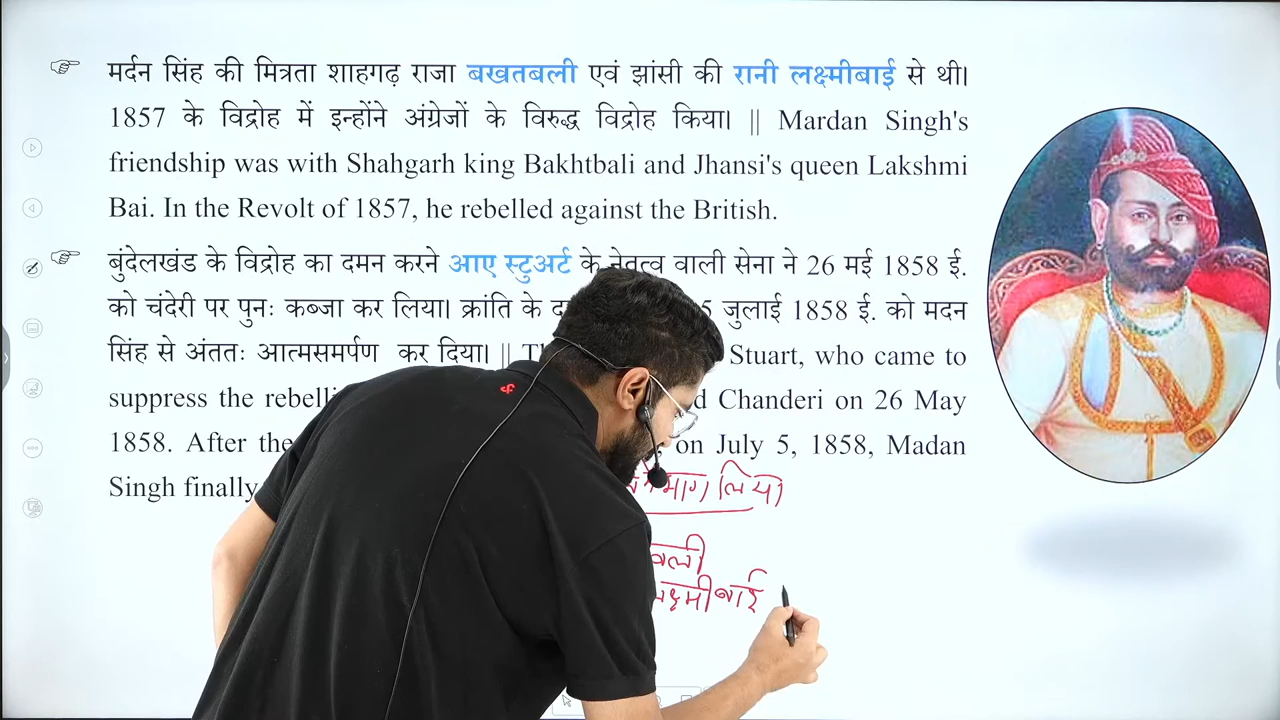 मर्दन सिंह की मित्रता शाहगढ़ राजा बखतबली एवं झांसी की रानी लक्ष्मीबाई से थी।
1857 के विद्रोह में इन्होंने अंग्रेजों के विरुद्ध विद्रोह किया। || Mardan Singh's
friendship was with Shahgarh king Bakhtbali and Jhansi's queen Lakshmi
Bai. In the Revolt of 1857, he rebelled against the British.
बुंदेलखंड के विद्रोह का दमन करने आए स्टुअर्ट के नेतृत्व वाली सेना ने 26 मई 1858 ई.
को चंदेरी पर पुनः कब्जा कर लिया। क्रांति के 5 जुलाई 1858 ई. को मदन
सिंह से अंततः आत्मसमर्पण कर दिया। || Stuart, who came to
suppress the Chanderi on 26 May
1858. After the on July 5, 1858, Madan
Singh finally
भाग लिया
वली
लक्ष्मीबाई